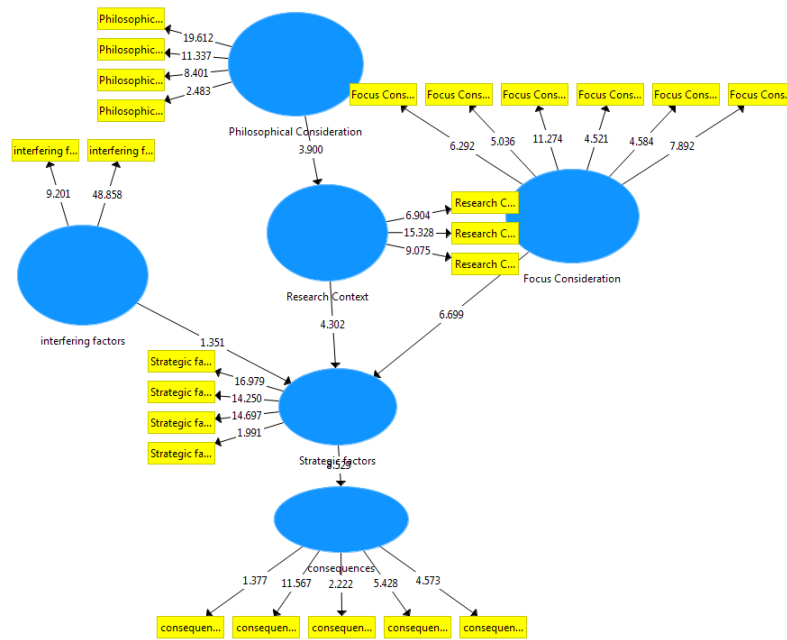 Philosophic...
19.612
Philosophic...
11.337
Philosophic...
8.401
Philosophic...
2.483
Philosophical Consideration
3.900
Focus Cons...
Focus Cons...
Focus Cons...
Focus Cons...
Focus Cons...
Focus Cons.
6.292
5.036
11.274
4.521
4.584
7.892
interfering f...
interfering f...
9.201
48.858
interfering factors
Research C...
Research C...
Research C...
6.904
15.328
9.075
Research Context
Focus Consideration
4.302
6.699
1.351
Strategic fa...
Strategic fa...
Strategic fa...
Strategic fa...
16.979
14.250
14.697
1.991
Strategic factors
8.529
consequences
1.377
11.567
2.222
5.428
4.573
consequen...
consequen...
consequen...
consequen...
consequen...